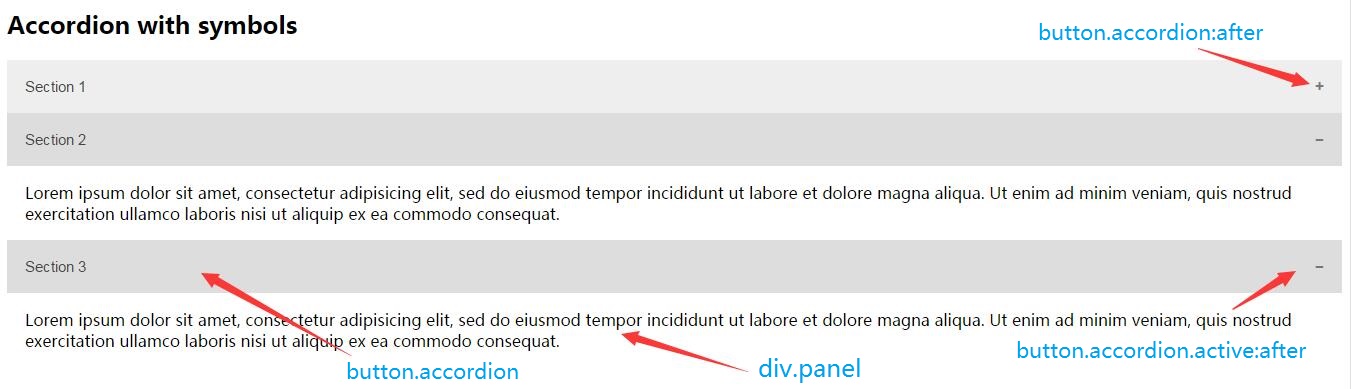 Accordion with symbols
button.accordion:after
Section 1 +
Section 2 −
Lorem ipsum dolor sit amet, consectetur adipisicing elit, sed do eiusmod tempor incididunt ut labore et dolore magna aliqua. Ut enim ad minim veniam, quis nostrud
exercitation ullamco laboris nisi ut aliquip ex ea commodo consequat.
Section 3 −
Lorem ipsum dolor sit amet, consectetur adipisicing elit, sed do eiusmod tempor incididunt ut labore et dolore magna aliqua. Ut enim ad minim veniam, quis nostrud
exercitation ullamco laboris nisi ut aliquip ex ea commodo consequat.
button.accordion.active:after
button.accordion
div.panel